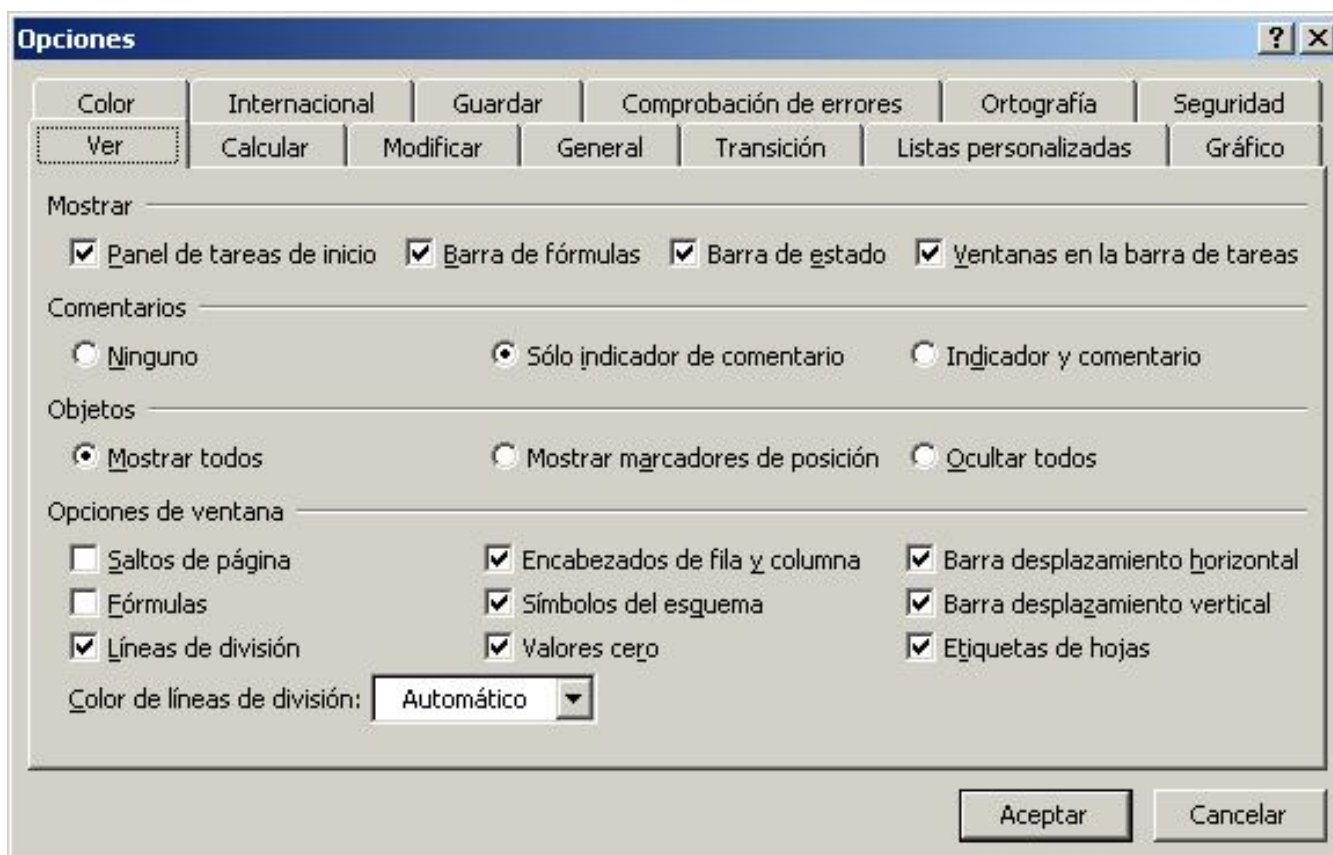 Opciones
Color Internacional Guardar Comprobación de errores Ortografía Seguridad
Ver Calcular Modificar General Transición Listas personalizadas Gráfico
Mostrar
Panel de tareas de inicio Barra de fórmulas Barra de estado Ventanas en la barra de tareas
Comentarios
Ninguno Sólo indicador de comentario Indicador y comentario
Objetos
Mostrar todos Mostrar marcadores de posición Ocultar todos
Opciones de ventana
Saltos de página Encabezados de fila y columna Barra desplazamiento horizontal
Fórmulas Símbolos del esquema Barra desplazamiento vertical
Líneas de división Valores cero Etiquetas de hojas
Color de líneas de división: Automático
Aceptar Cancelar